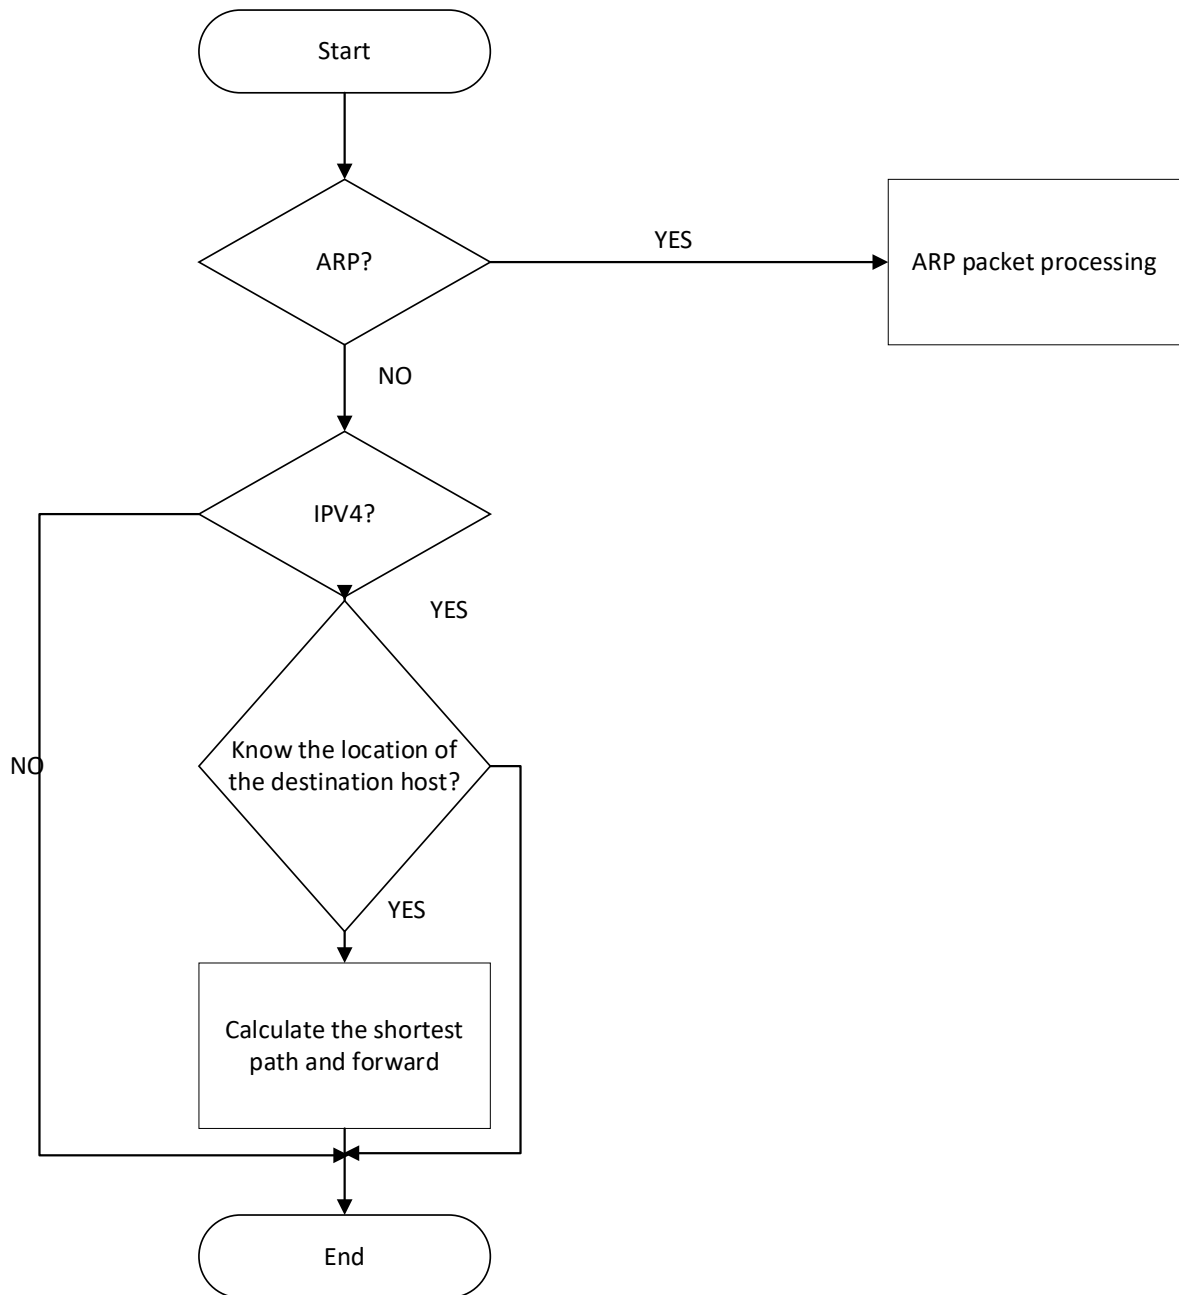 Start
ARP?
YES
ARP packet processing
NO
IPV4?
YES
Know the location of
the destination host?
NO
YES
Calculate the shortest
path and forward
End